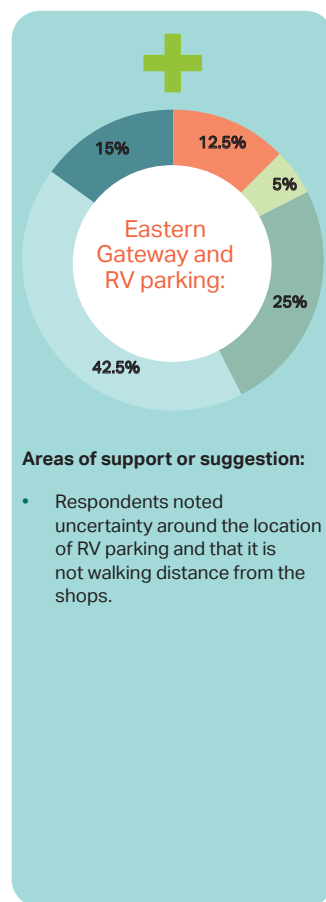 15%
12.5%
5%
Eastern
Gateway and
RV parking:
25%
42.5%
Areas of support or suggestion:
• Respondents noted
uncertainty around the location
of RV parking and that it is
not walking distance from the
shops.